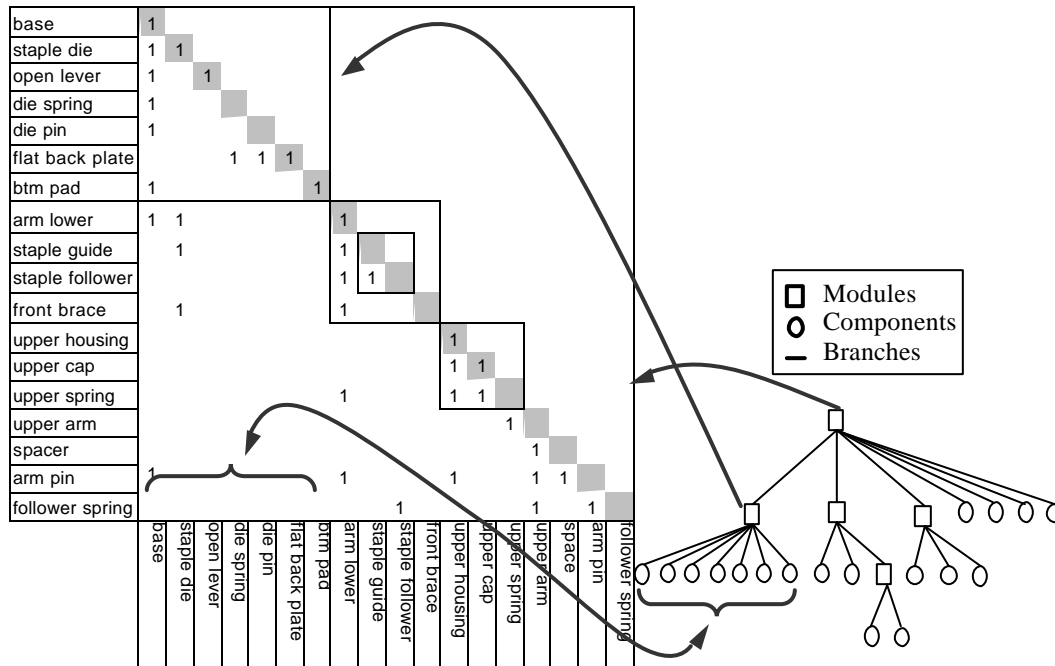 base 1
staple die 1 1
open lever 1 1
die spring 1
die pin 1
flat back plate 1 1 1
btm pad 1 1
arm lower 1 1 1
staple guide 1 1
staple follower 1 1
front brace 1 1
upper housing 1
upper cap 1 1
upper spring 1 1 1
upper arm 1
spacer 1
arm pin 1 1 1 1 1
follower spring 1 1 1
base
staple die
open lever
die spring
die pin
flat back plate
btm pad
arm lower
staple guide
staple follower
front brace
upper housing
upper cap
upper spring
upper arm
space
arm pin
follower spring
Modules
Components
Branches